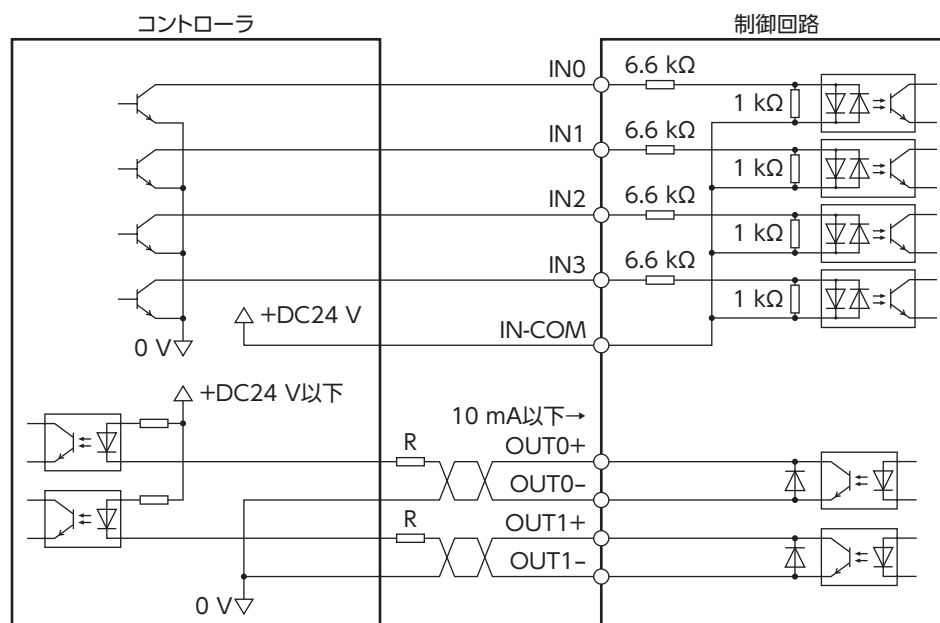 コントローラ
制御回路
IN0
6.6 kΩ
1 kΩ
IN1
6.6 kΩ
1 kΩ
IN2
6.6 kΩ
1 kΩ
IN3
6.6 kΩ
1 kΩ
+DC24 V
IN-COM
0 V
+DC24 V以下
10 mA以下→
R
OUT0+
OUT0-
R
OUT1+
OUT1-
0 V